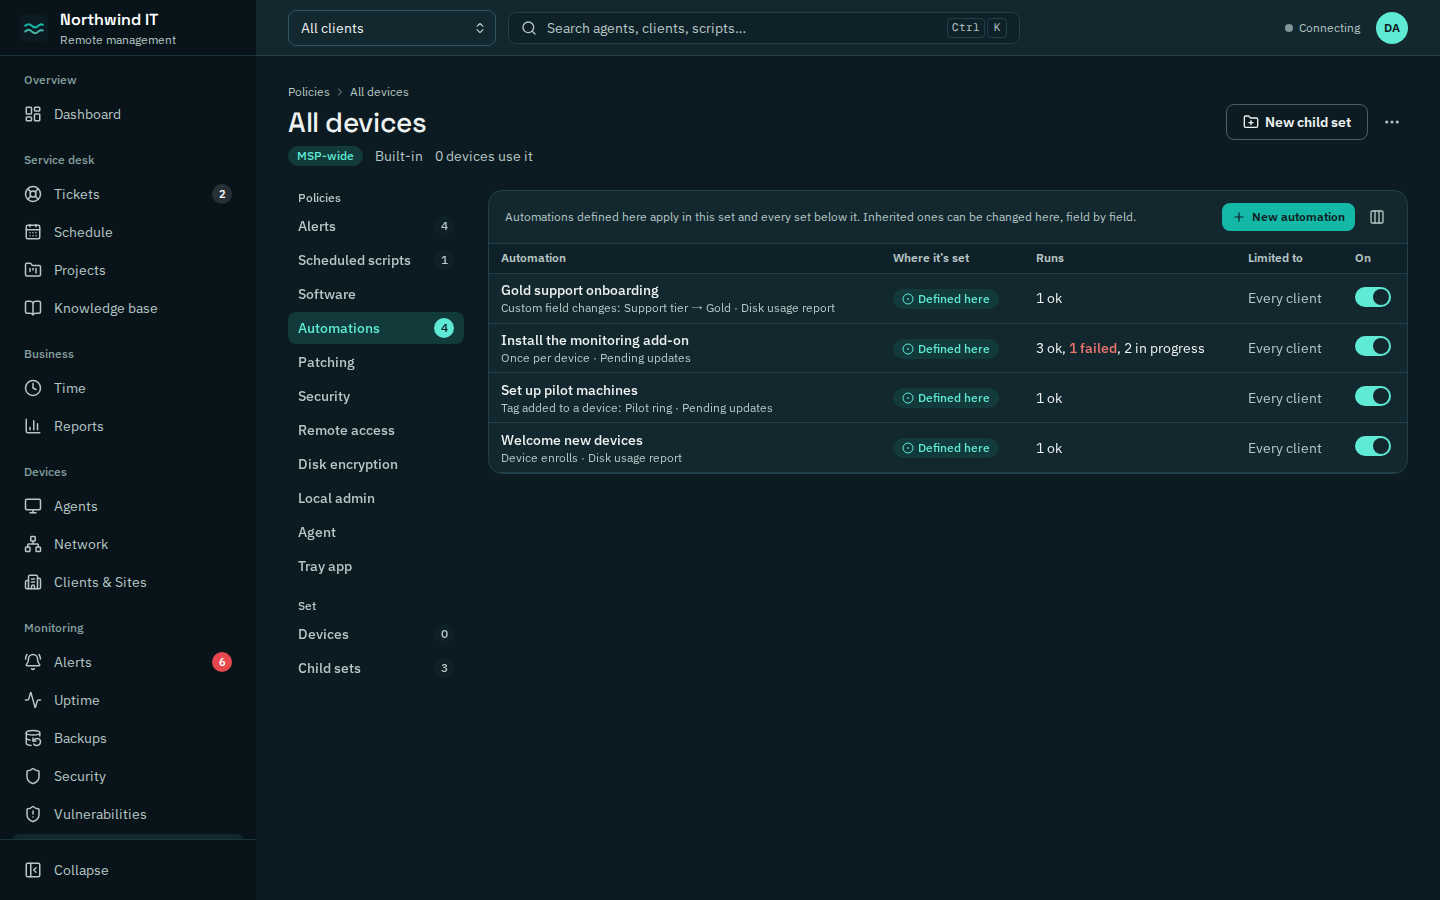 Northwind IT
Remote management
All clients
Search agents, clients, scripts...
Ctrl K
Connecting
DA
Overview
Dashboard
Service desk
Tickets 2
Schedule
Projects
Knowledge base
Business
Time
Reports
Devices
Agents
Network
Clients & Sites
Monitoring
Alerts 6
Uptime
Backups
Security
Vulnerabilities
Collapse
Policies > All devices
All devices
MSP-wide Built-in 0 devices use it
New child set
Policies
Alerts 4
Scheduled scripts 1
Software
Automations 4
Patching
Security
Remote access
Disk encryption
Local admin
Agent
Tray app
Set
Devices 0
Child sets 3
Automations defined here apply in this set and every set below it. Inherited ones can be changed here, field by field.
New automation
Automation Where it's set Runs Limited to On
Gold support onboarding
Custom field changes: Support tier → Gold · Disk usage report
Defined here 1 ok Every client
Install the monitoring add-on
Once per device · Pending updates
Defined here 3 ok, 1 failed, 2 in progress Every client
Set up pilot machines
Tag added to a device: Pilot ring · Pending updates
Defined here 1 ok Every client
Welcome new devices
Device enrolls · Disk usage report
Defined here 1 ok Every client